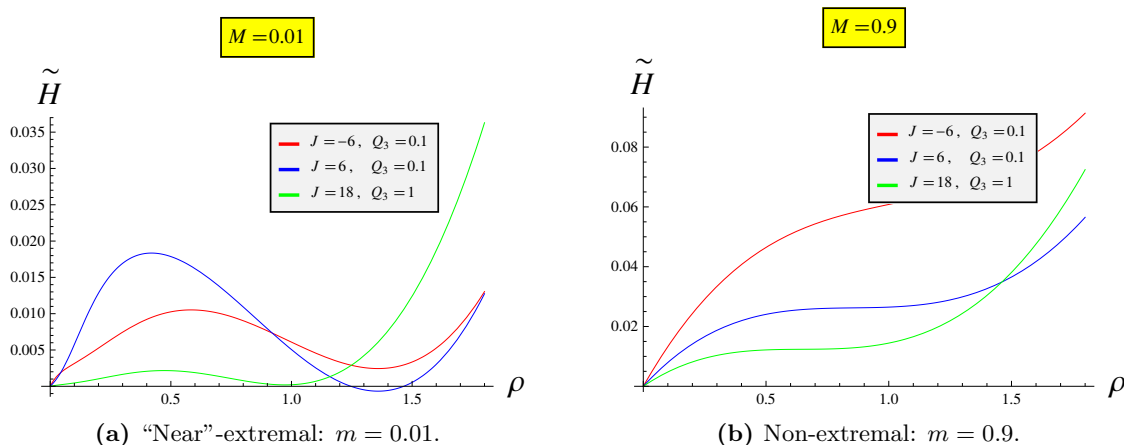 M = 0.01
H̃
0.035
0.030
0.025
0.020
0.015
0.010
0.005
0.5
1.0
1.5
ρ
J = −6, Q₃ = 0.1
J = 6, Q₃ = 0.1
J = 18, Q₃ = 1
(a) “Near”-extremal: m = 0.01.
M = 0.9
H̃
0.08
0.06
0.04
0.02
0.5
1.0
1.5
ρ
J = −6, Q₃ = 0.1
J = 6, Q₃ = 0.1
J = 18, Q₃ = 1
(b) Non-extremal: m = 0.9.